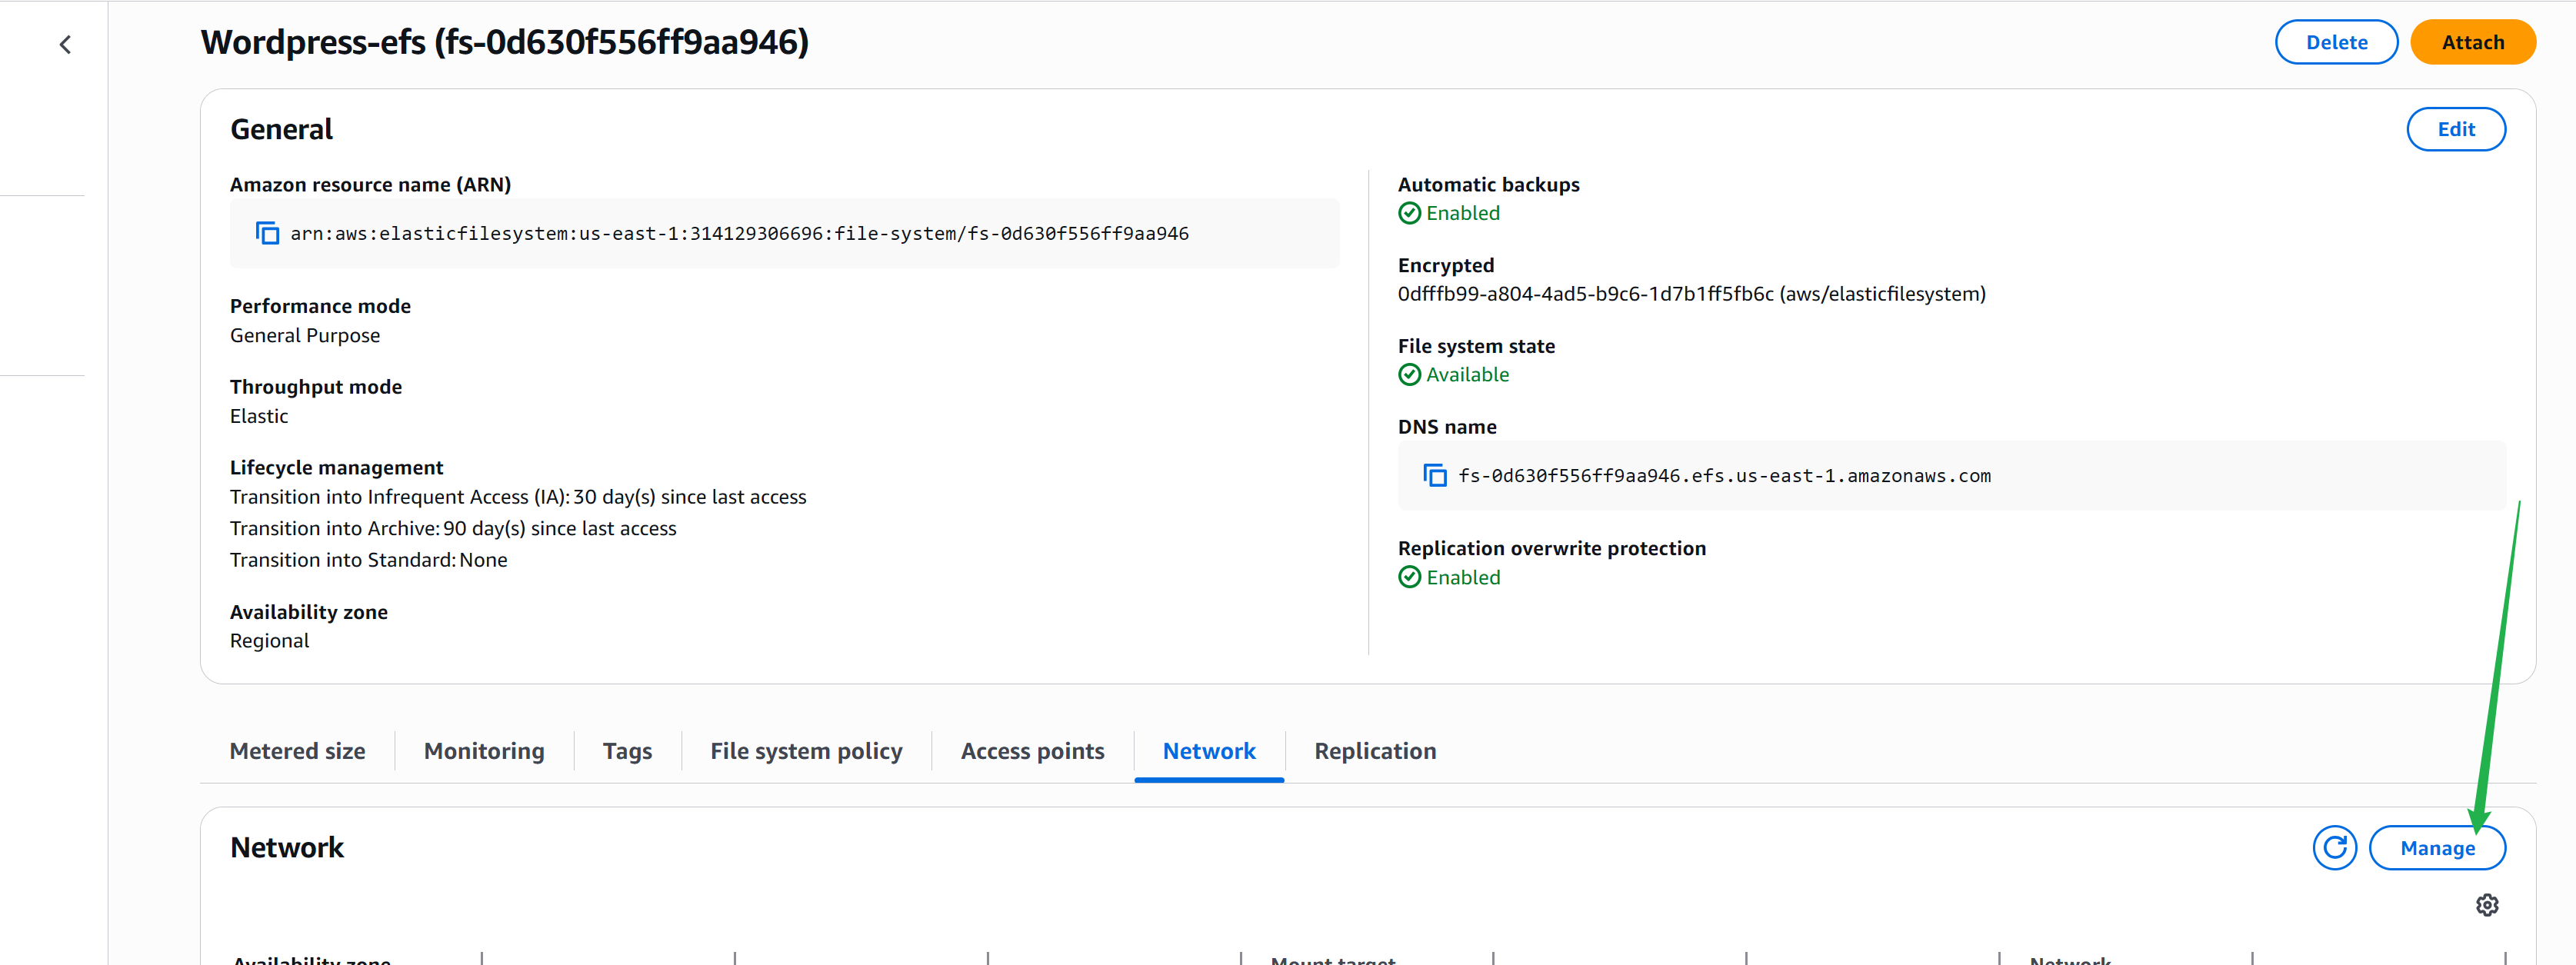 Wordpress-efs (fs-0d630f556ff9aa946)
Delete
Attach
General
Edit
Amazon resource name (ARN)
arn:aws:elasticfilesystem:us-east-1:314129306696:file-system/fs-0d630f556ff9aa946
Performance mode
General Purpose
Throughput mode
Elastic
Lifecycle management
Transition into Infrequent Access (IA): 30 day(s) since last access
Transition into Archive: 90 day(s) since last access
Transition into Standard: None
Availability zone
Regional
Automatic backups
Enabled
Encrypted
0dfffb99-a804-4ad5-b9c6-1d7b1ff5fb6c (aws/elasticfilesystem)
File system state
Available
DNS name
fs-0d630f556ff9aa946.efs.us-east-1.amazonaws.com
Replication overwrite protection
Enabled
Metered size
Monitoring
Tags
File system policy
Access points
Network
Replication
Network
Manage
Availability zone
Mount target
Network